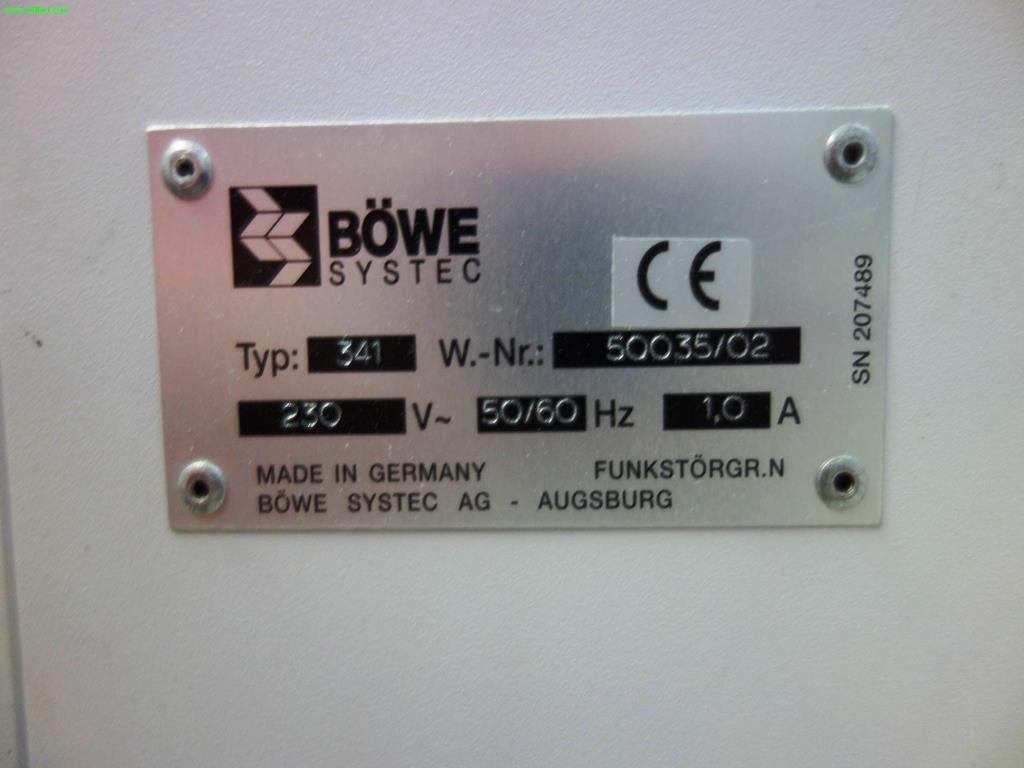 BÖWE
SYSTEC
CE
Typ: 341 W.-Nr.: 50035/02
230 V~ 50/60 Hz 1,0 A
MADE IN GERMANY FUNKSTÖRGR.N
BÖWE SYSTEC AG - AUGSBURG
SN 207489